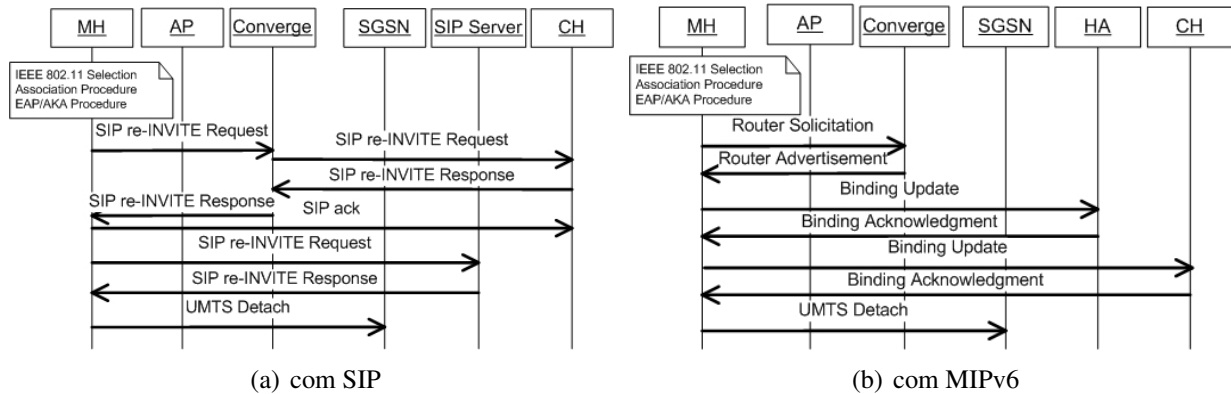 MH AP Converge SGSN SIP Server CH
IEEE 802.11 Selection
Association Procedure
EAP/AKA Procedure
SIP re-INVITE Request
SIP re-INVITE Request
SIP re-INVITE Response
SIP re-INVITE Response
SIP ack
SIP re-INVITE Request
SIP re-INVITE Response
UMTS Detach
(a) com SIP
MH AP Converge SGSN HA CH
IEEE 802.11 Selection
Association Procedure
EAP/AKA Procedure
Router Solicitation
Router Advertisement
Binding Update
Binding Acknowledgment
Binding Update
Binding Acknowledgment
UMTS Detach
(b) com MIPv6